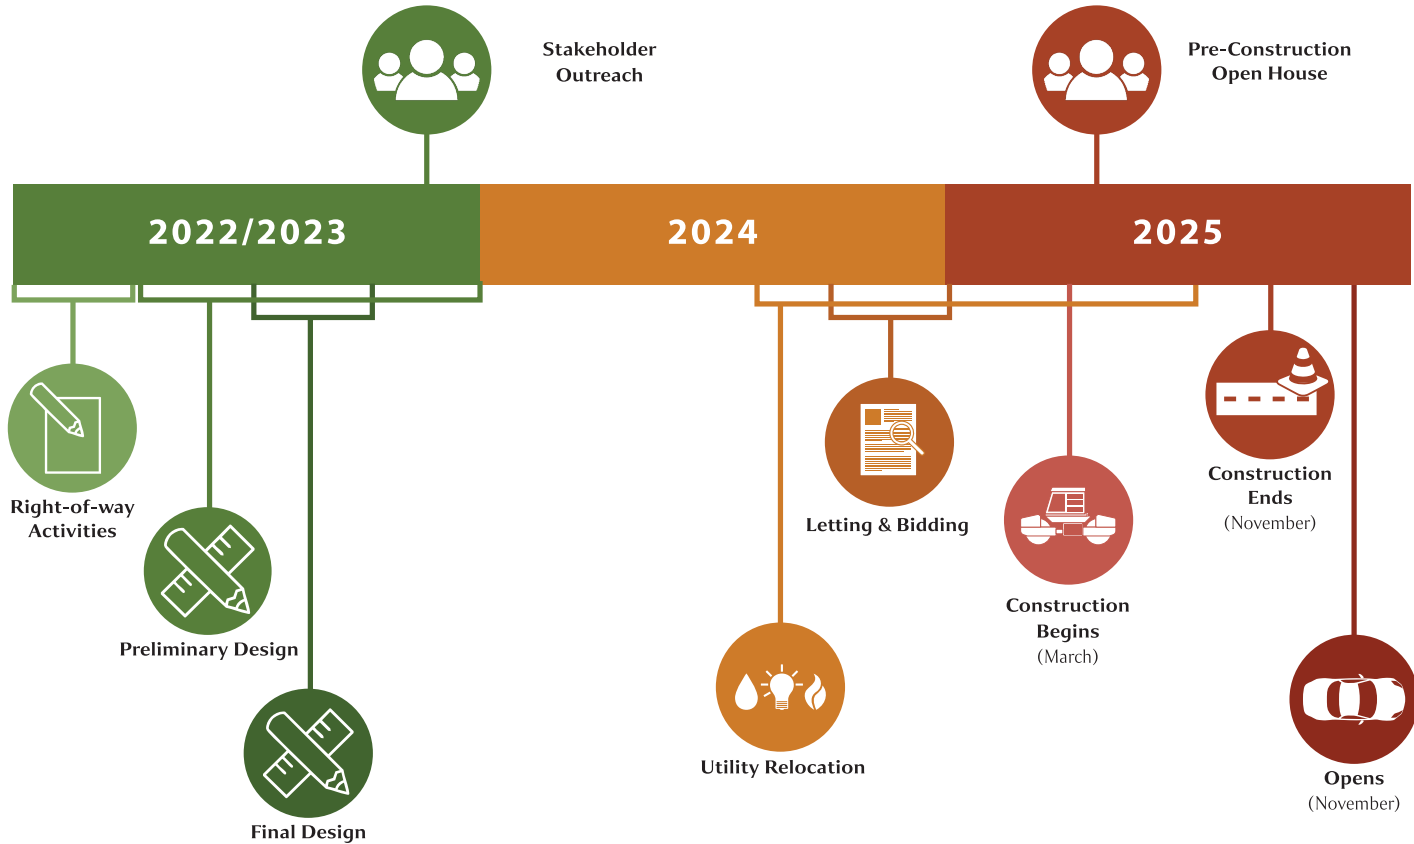 Stakeholder
Outreach
Pre-Construction
Open House
2022/2023
2024
2025
Right-of-way
Activities
Preliminary Design
Final Design
Utility Relocation
Letting & Bidding
Construction
Begins
(March)
Construction
Ends
(November)
Opens
(November)